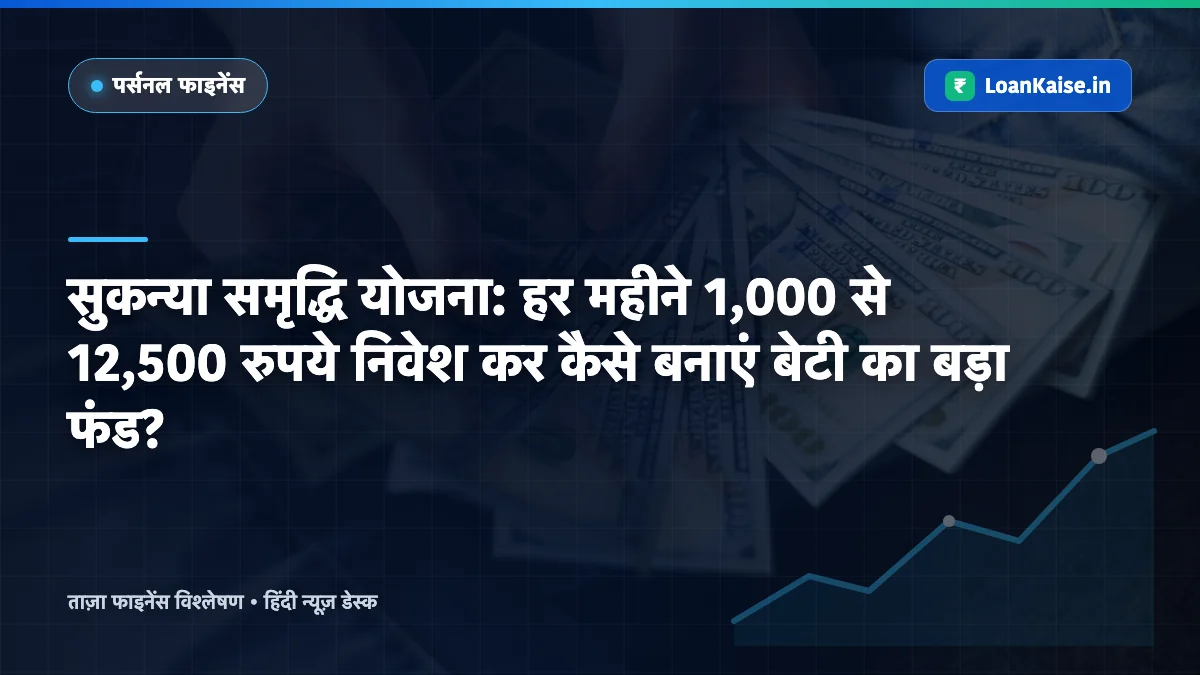 पर्सनल फाइनेंस
₹ LoanKaise.in
सुकन्या समृद्धि योजना: हर महीने 1,000 से
12,500 रुपये निवेश कर कैसे बनाएं बेटी का बड़ा
फंड?
ताज़ा फाइनेंस विश्लेषण • हिंदी न्यूज़ डेस्क